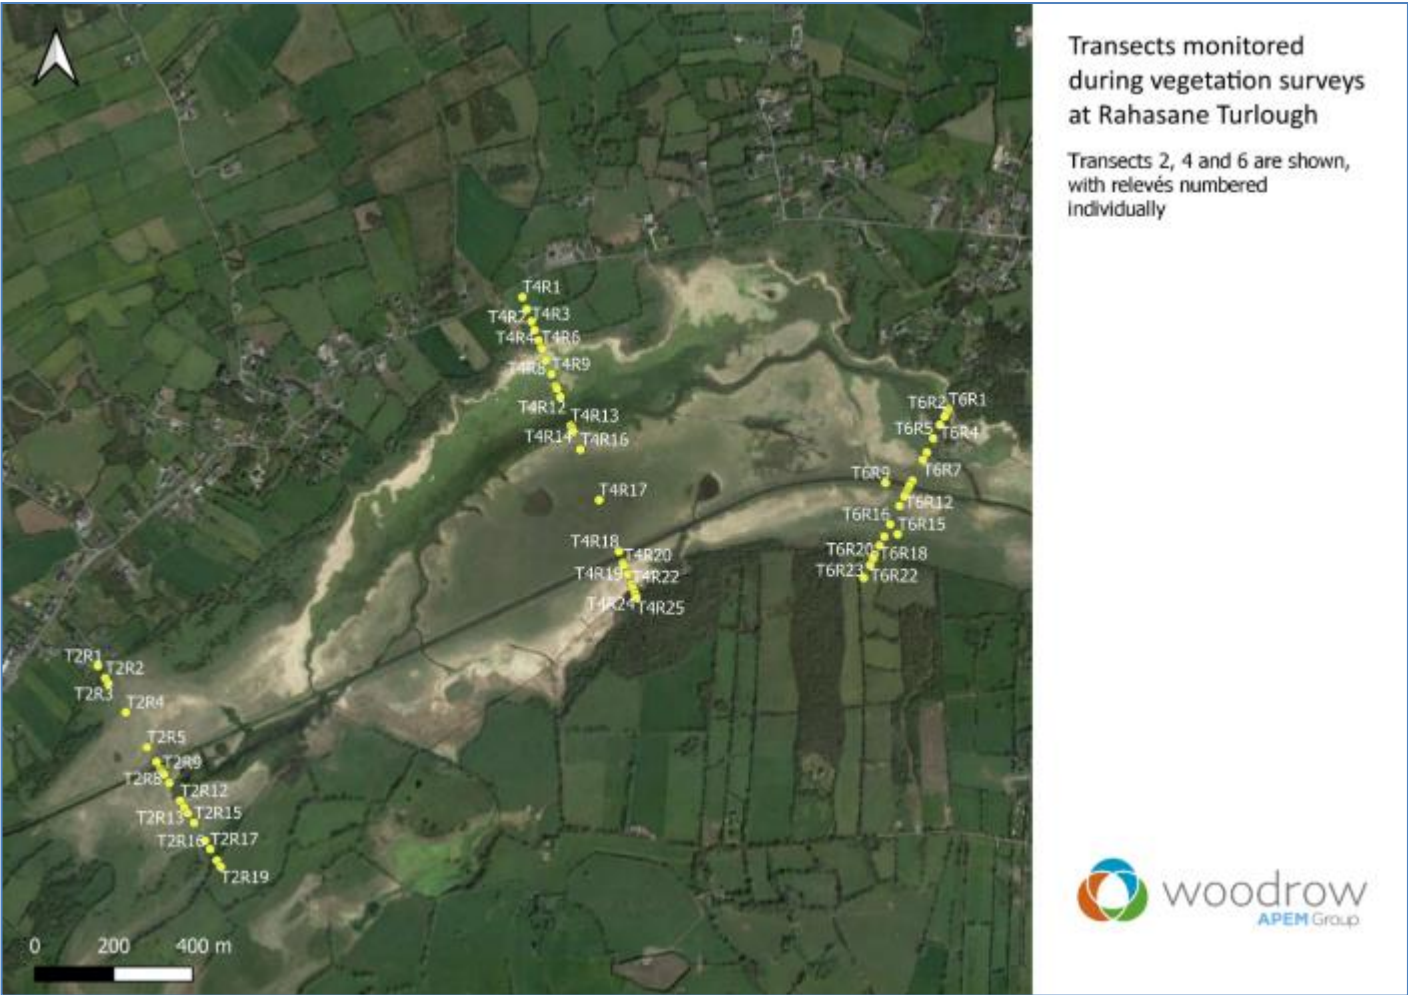 Transects monitored
during vegetation surveys
at Rahasane Turlough
Transects 2, 4 and 6 are shown,
with relevés numbered
individually
T4R1
T4R2 T4R3
T4R4 T4R6
T4R8 T4R9
T4R12
T4R13
T4R14 T4R16
T4R17
T4R18
T4R20
T4R19 T4R22
T4R24 T4R25
T6R2 T6R1
T6R5 T6R4
T6R7
T6R9
T6R12
T6R16 T6R15
T6R20 T6R18
T6R23 T6R22
T2R1
T2R2
T2R3
T2R4
T2R5
T2R9
T2R8
T2R12
T2R13 T2R15
T2R16 T2R17
T2R19
0 200 400 m
woodrow
APEM Group